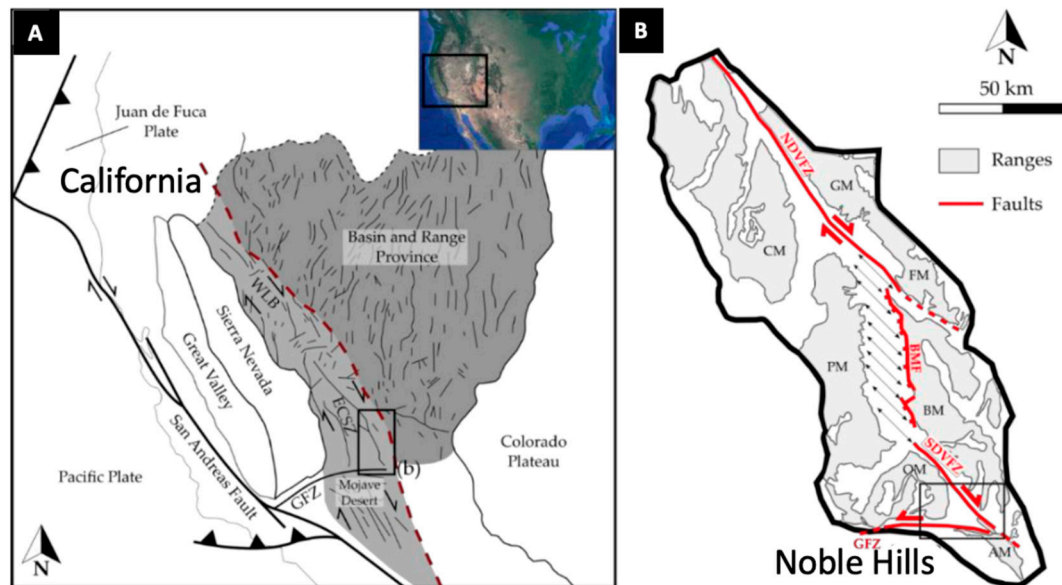 A
Juan de Fuca
Plate
California
Basin and Range
Province
WLB
Sierra Nevada
Great Valley
ECSZ
San Andreas Fault
Pacific Plate
GFZ
Mojave
Desert
(b)
Colorado
Plateau
N
B
N
50 km
Ranges
Faults
NDVFZ
GM
CM
FM
PM
BMF
BM
SDVFZ
OM
GFZ
AM
Noble Hills